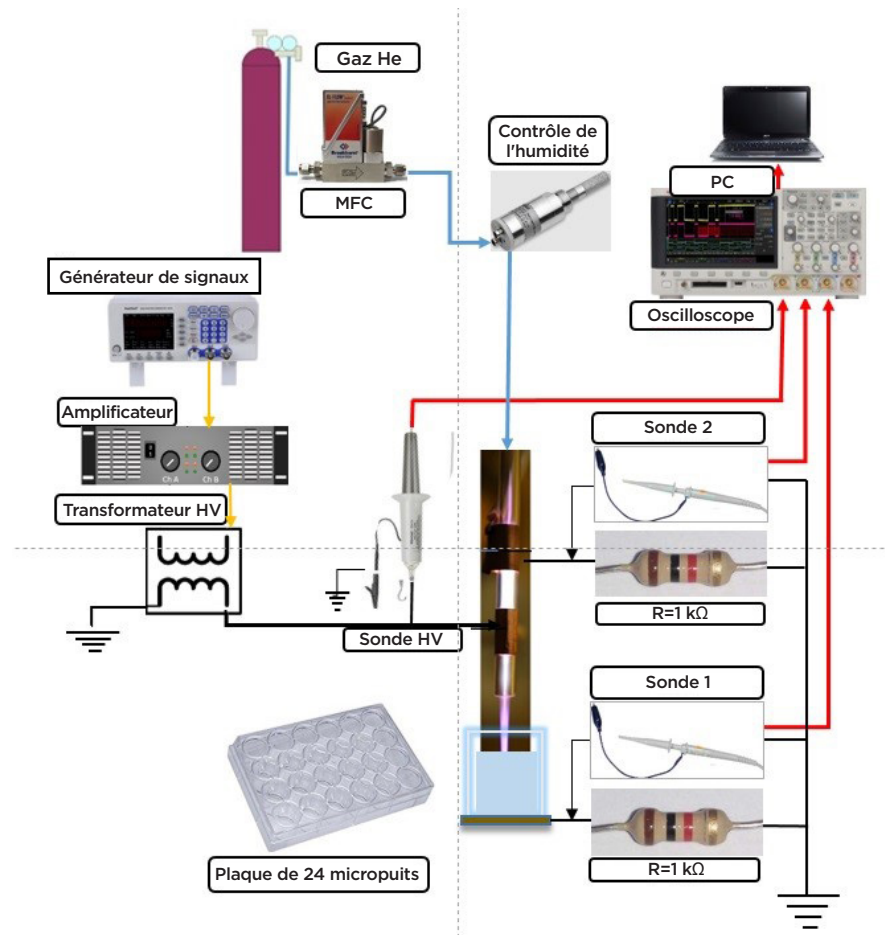 Gaz He
MFC
Contrôle de
l'humidité
PC
Oscilloscope
Générateur de signaux
Amplificateur
Ch A
Ch B
Transformateur HV
Sonde HV
Sonde 2
R=1 kΩ
Sonde 1
R=1 kΩ
Plaque de 24 micropuits